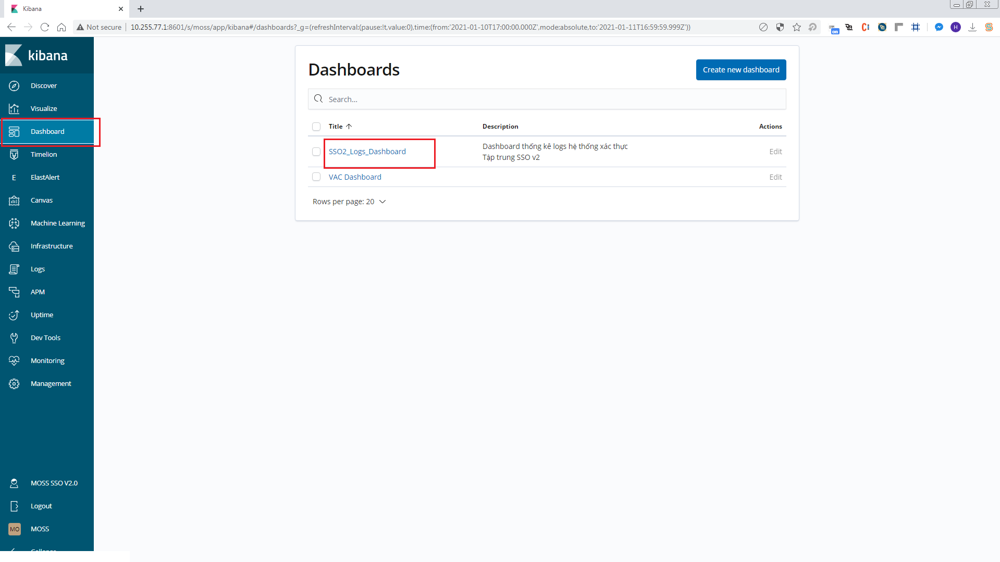 Kibana
Not secure
10.255.77.1:8601/s/moss/app/kibana#/dashboards?_g=(refreshInterval:(pause:!t,value:0),time:(from:'2021-01-10T17:00:00.000Z',mode:absolute,to:'2021-01-11T16:59:59.999Z'))
on
H
kibana
Discover
Visualize
Dashboard
Timelion
E
ElastAlert
Canvas
Machine Learning
Infrastructure
Logs
APM
Uptime
Dev Tools
Monitoring
Management
MOSS SSO V2.0
Logout
MO
MOSS
Collapse
Dashboards
Create new dashboard
Search...
Title
Description
Actions
SSO2_Logs_Dashboard
Dashboard thống kê logs hệ thống xác thực
Tập trung SSO v2
Edit
VAC Dashboard
Edit
Rows per page: 20